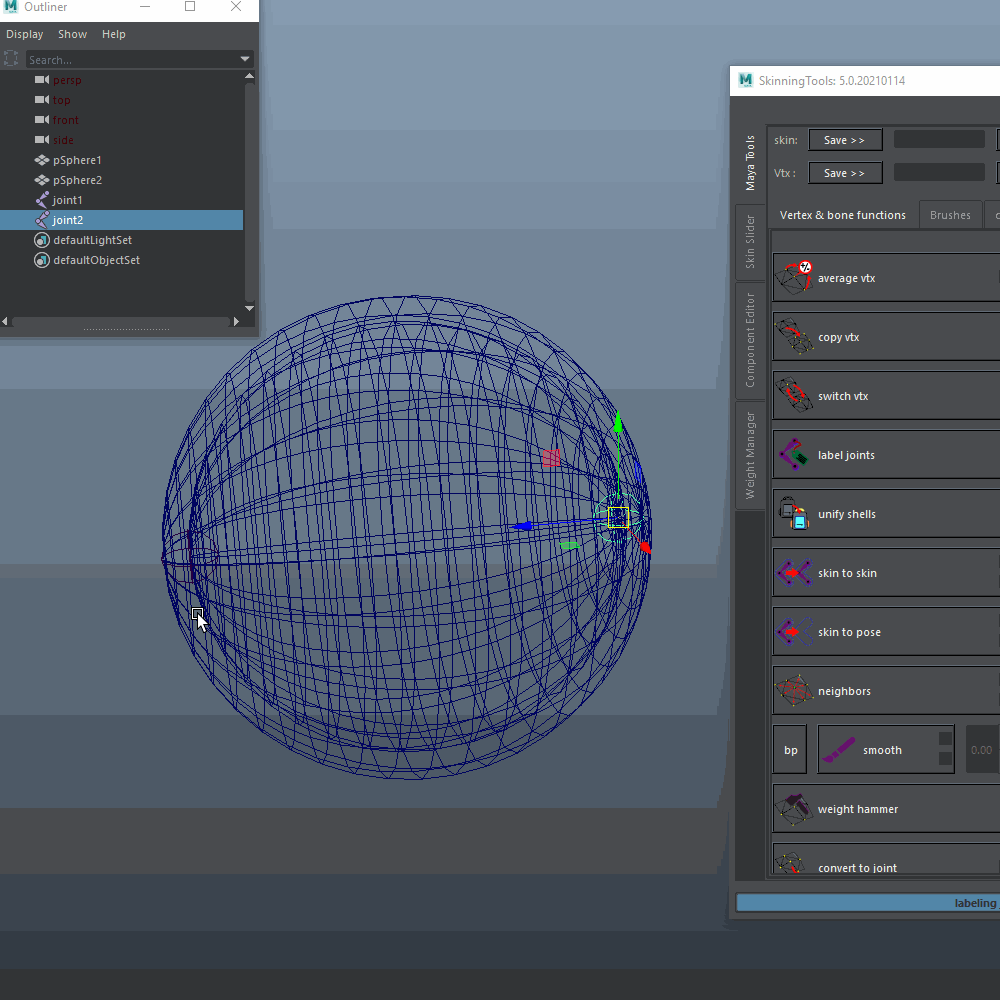 Outliner
Display Show Help
Search...
persp
top
front
side
pSphere1
pSphere2
joint1
joint2
defaultLightSet
defaultObjectSet
SkinningTools: 5.0.20210114
Maya Tools
Skin Slider
Component Editor
Weight Manager
skin: Save >>
Vtx : Save >>
Vertex & bone functions Brushes
average vtx
copy vtx
switch vtx
label joints
unify shells
skin to skin
skin to pose
neighbors
bp smooth 0.00
weight hammer
convert to joint
labeling